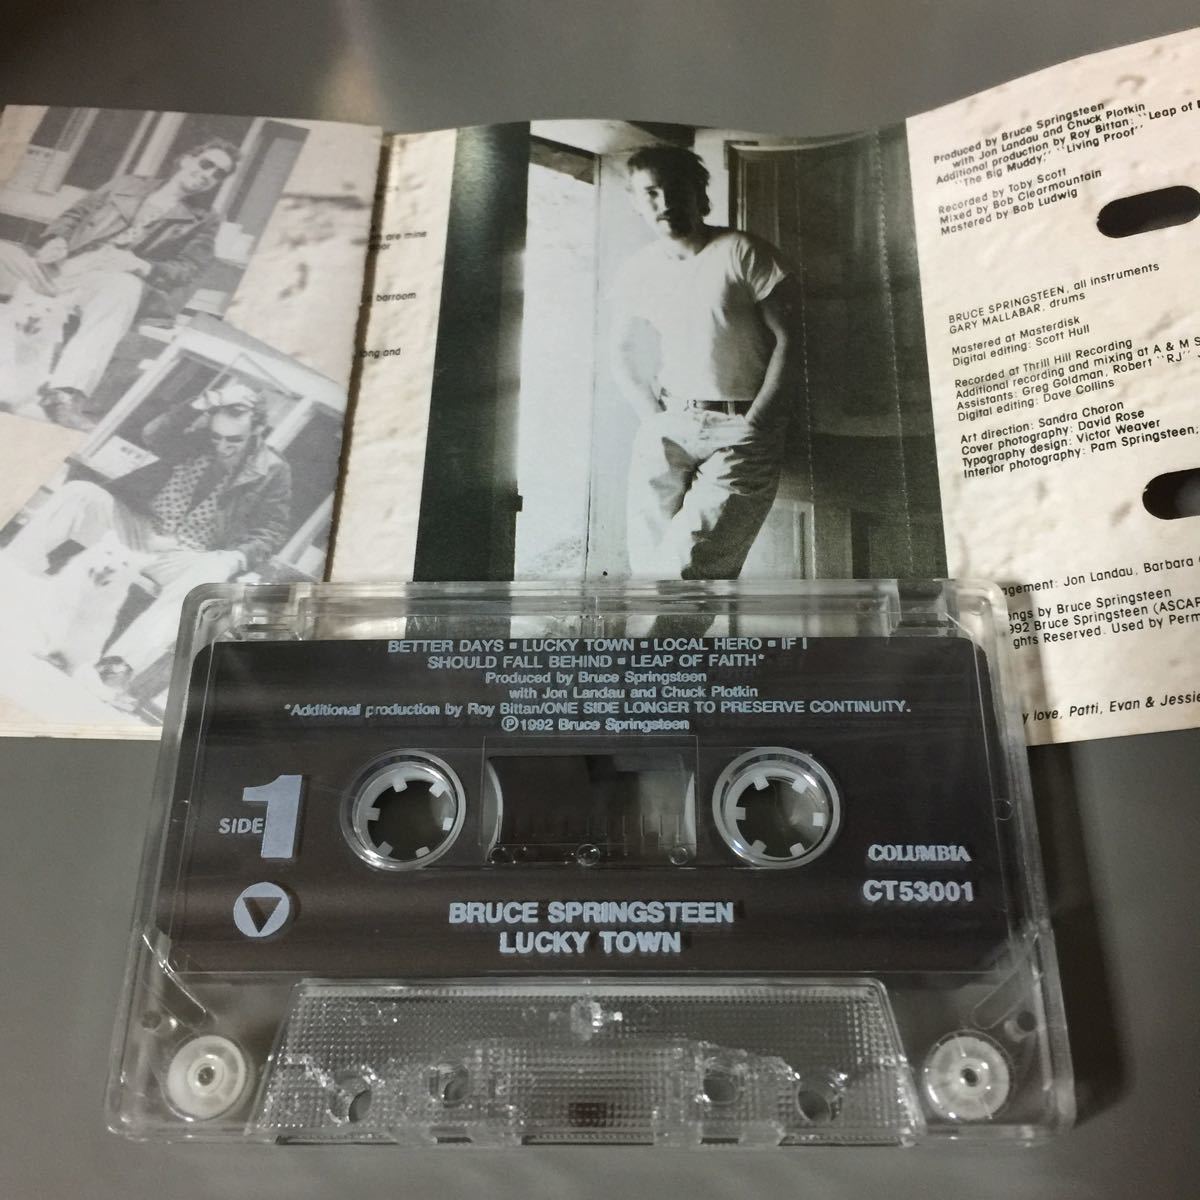 are mine
barroom
long and
Produced by Bruce Springsteen
with Jon Landau and Chuck Plotkin
Additional production by Roy Bittan: "Leap of
"The Big Muddy," "Living Proof"
Recorded by Toby Scott
Mixed by Bob Clearmountain
Mastered by Bob Ludwig
BRUCE SPRINGSTEEN, all instruments
GARY MALLABAR, drums
Mastered at Masterdisk
Digital editing: Scott Hull
Recorded at Thrill Hill Recording
Additional recording and mixing at A & M S
Assistants: Greg Goldman, Robert "RJ"
Digital editing: Dave Collins
Art direction: Sandra Choron
Cover photography: David Rose
Typography design: Victor Weaver
Interior photography: Pam Springsteen;
agement: Jon Landau, Barbara
ongs by Bruce Springsteen
992 Bruce Springsteen (ASCAP
ghts Reserved. Used by Perm
y love, Patti, Evan & Jessie
BETTER DAYS ▪ LUCKY TOWN ▪ LOCAL HERO ▪ IF I
SHOULD FALL BEHIND ▪ LEAP OF FAITH*
Produced by Bruce Springsteen
with Jon Landau and Chuck Plotkin
*Additional production by Roy Bittan/ONE SIDE LONGER TO PRESERVE CONTINUITY.
℗1992 Bruce Springsteen
SIDE 1
COLUMBIA
CT53001
BRUCE SPRINGSTEEN
LUCKY TOWN